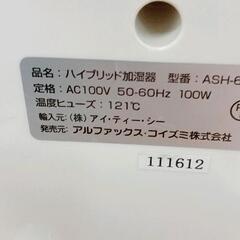 品名：ハイブリッド加湿器　型番：ASH-6
定格：AC100V 50-60Hz 100W
温度ヒューズ：121℃
輸入元：（株）アイ・ティー・シー
発売元：アルファックス・コイズミ株式会社
111612